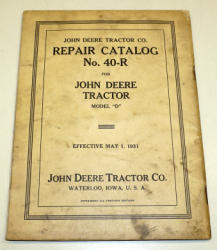 JOHN DEERE TRACTOR CO.
REPAIR CATALOG
No. 40-R
FOR
JOHN DEERE
TRACTOR
MODEL "D"
EFFECTIVE MAY 1, 1931
JOHN DEERE TRACTOR CO.
WATERLOO, IOWA, U. S. A.